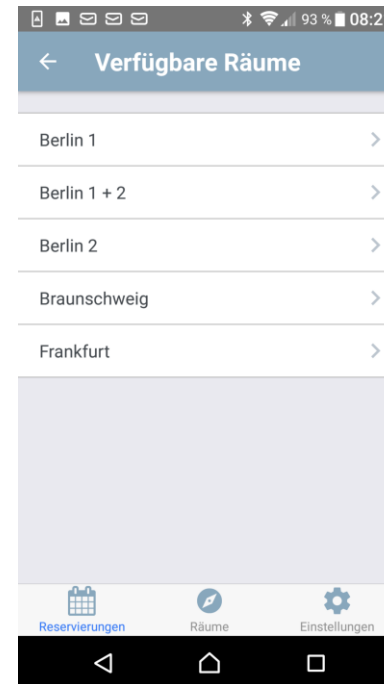 93 % 08:2
Verfügbare Räume
Berlin 1
Berlin 1 + 2
Berlin 2
Braunschweig
Frankfurt
Reservierungen Räume Einstellungen